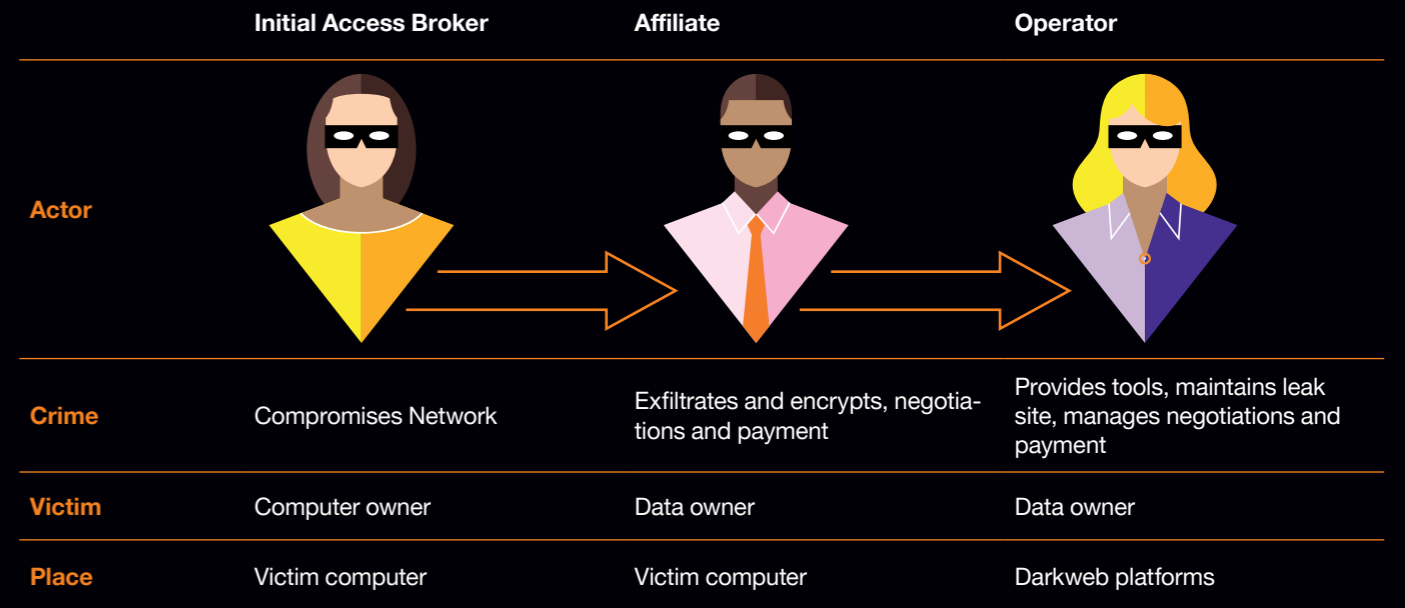 Initial Access Broker
Affiliate
Operator
Actor
Crime
Compromises Network
Exfiltrates and encrypts, negotia-
tions and payment
Provides tools, maintains leak
site, manages negotiations and
payment
Victim
Computer owner
Data owner
Data owner
Place
Victim computer
Victim computer
Darkweb platforms